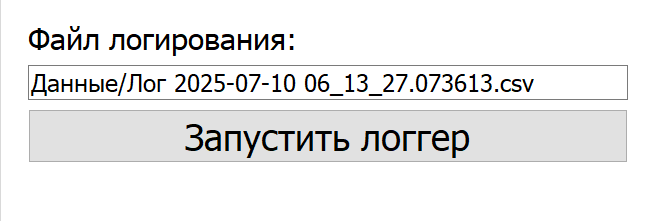 Файл логирования:
Данные/Лог 2025-07-10 06_13_27.073613.csv
Запустить логгер